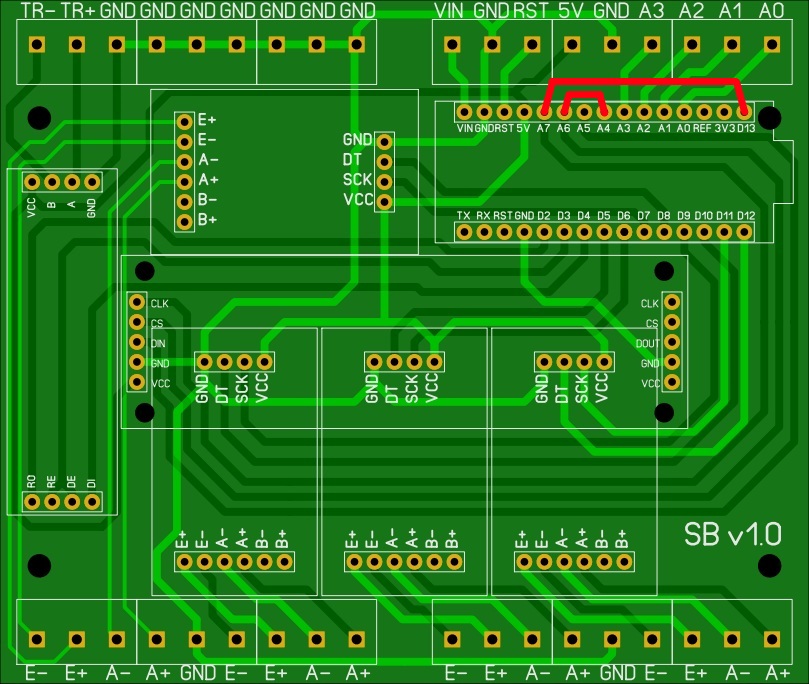 TR- TR+ GND GND GND GND GND GND GND VIN GND RST 5V GND A3 A2 A1 A0
VIN GND RST 5V A7 A6 A5 A4 A3 A2 A1 A0 REF 3V3 D13
E+
E-
A-
A+
B-
B+
GND
DT
SCK
VCC
VCC B A GND
TX RX RST GND D2 D3 D4 D5 D6 D7 D8 D9 D10 D11 D12
CLK
CS
DIN
GND
VCC
CLK
CS
DOUT
GND
VCC
GND DT SCK VCC
GND DT SCK VCC
GND DT SCK VCC
RO RE DE DI
E+ E- A- A+ B- B+
E+ E- A- A+ B- B+
E+ E- A- A+ B- B+
SB v1.0
E- E+ A- A+ GND E- E+ A- A+ E- E+ A- A+ GND E- E+ A- A+